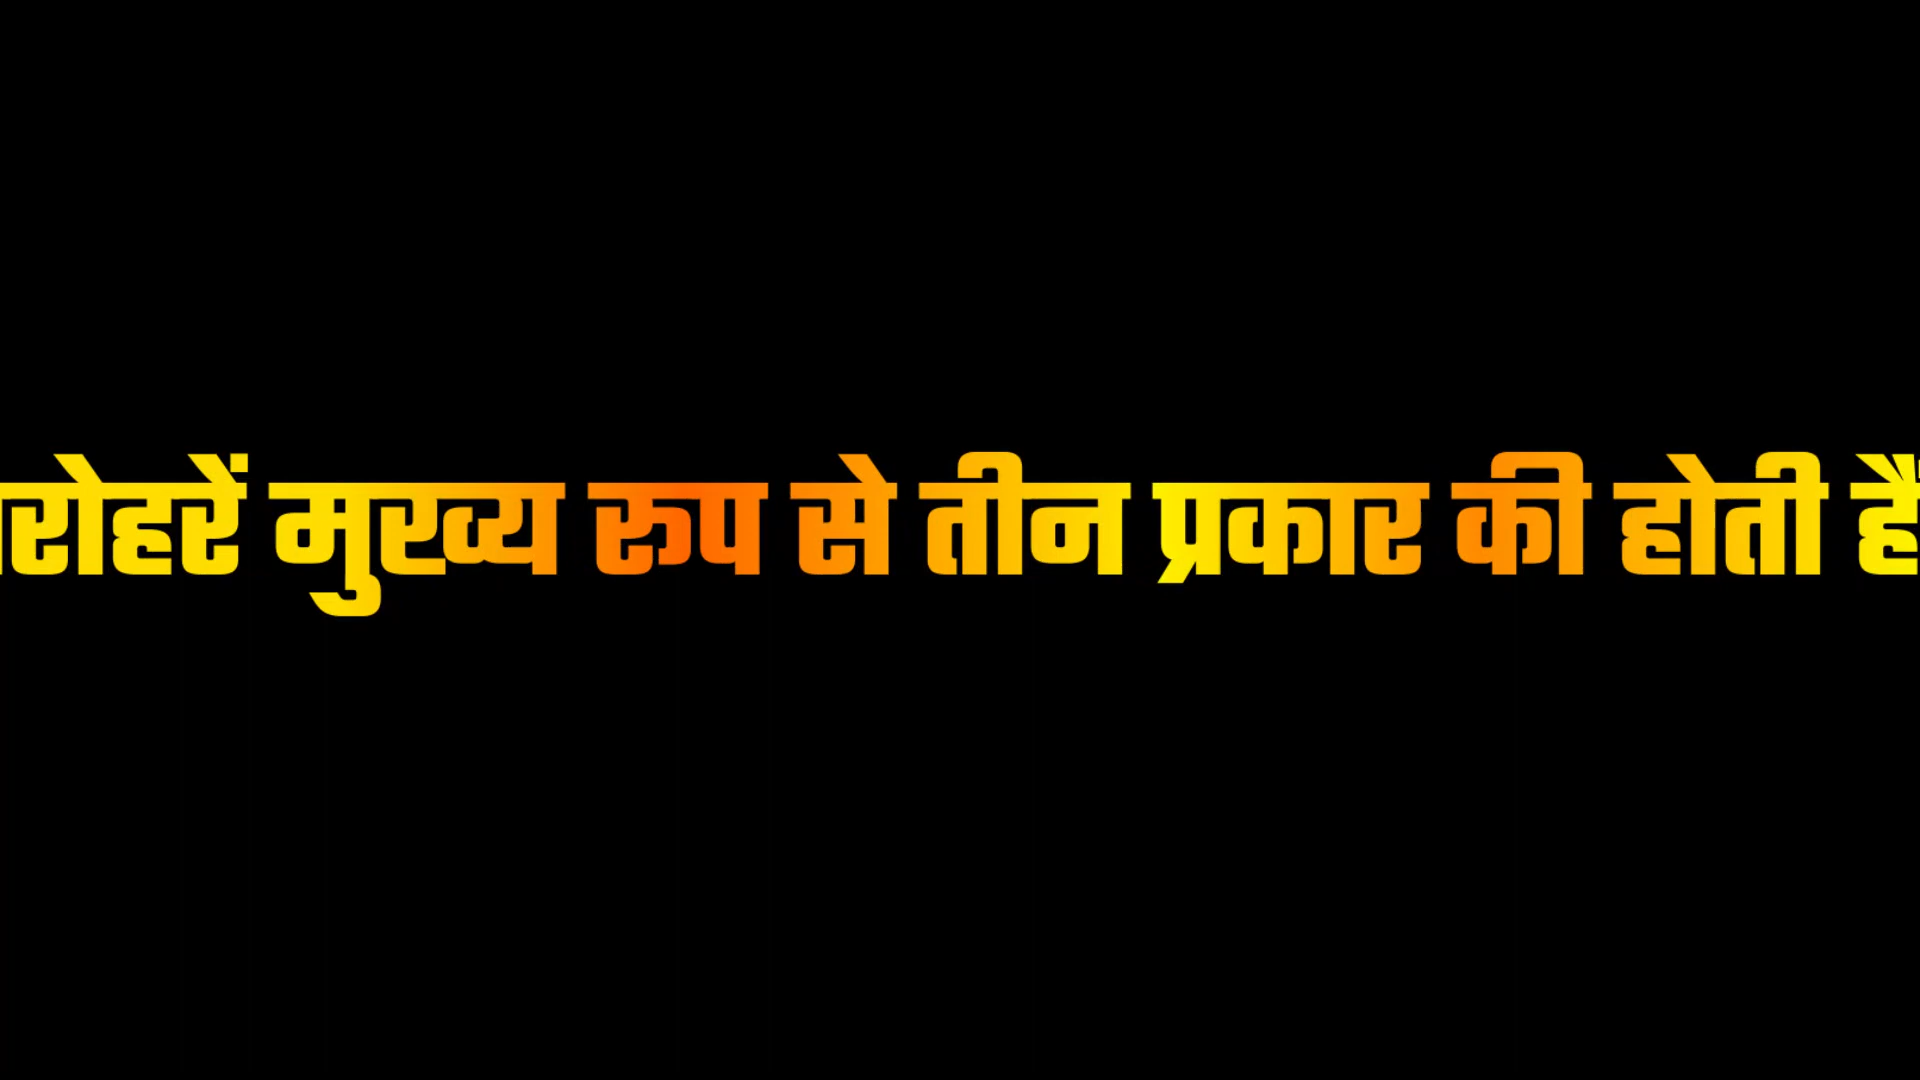 रोहरें मुख्य रूप से तीन प्रकार की होती हैं